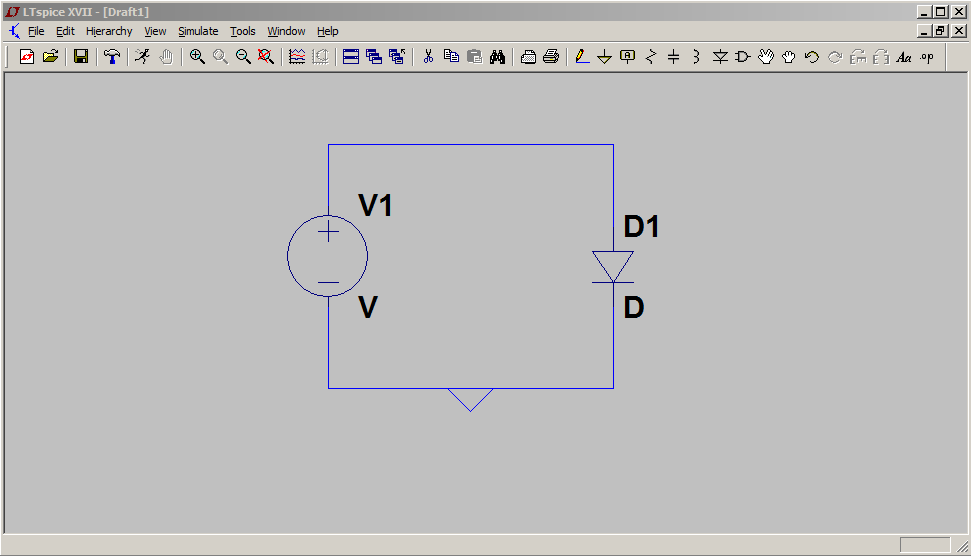 LTspice XVII - [Draft1]
File Edit Hierarchy View Simulate Tools Window Help
Aa .op
V1
D1
V
D